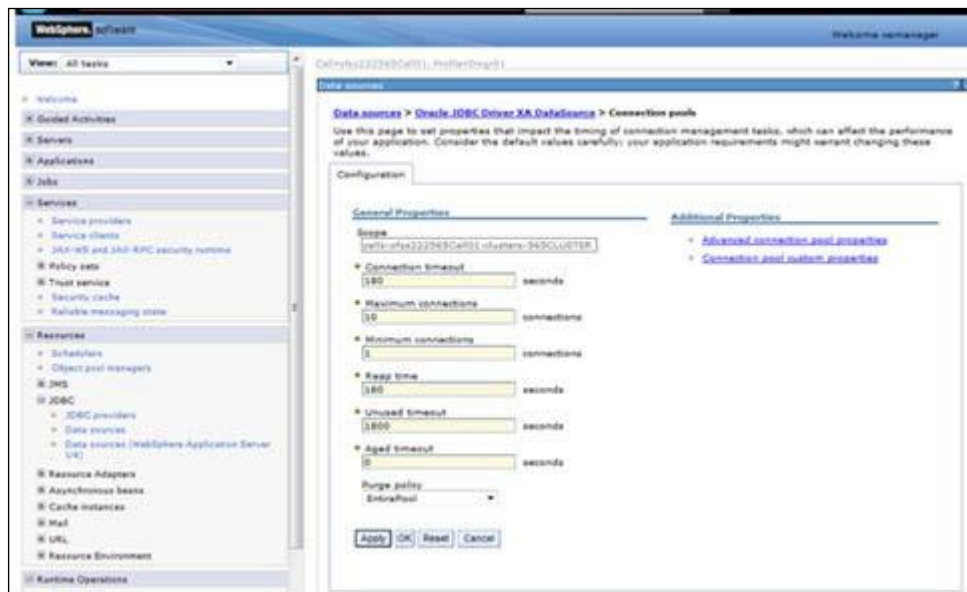 WebSphere. software
Welcome nemanager
View: All tasks
Data sources
?
Welcome
Guided Activities
Servers
Applications
Jobs
Services
Service providers
Service clients
JAX-WS and JAX-RPC security runtime
Policy sets
Trust service
Security cache
Reliable messaging state
Resources
Schedulers
Object pool managers
JMS
JDBC
JDBC providers
Data sources
Data sources (WebSphere Application Server V4)
Resource Adapters
Asynchronous beans
Cache instances
Mail
URL
Resource Environment
Runtime Operations
Data sources > Oracle JDBC Driver XA DataSource > Connection pools
Use this page to set properties that impact the timing of connection management tasks, which can affect the performance
of your application. Consider the default values carefully; your application requirements might warrant changing these
values.
Configuration
General Properties
Scope
* Connection timeout
180 seconds
* Maximum connections
10 connections
* Minimum connections
1 connections
* Reap time
180 seconds
* Unused timeout
1800 seconds
* Aged timeout
0 seconds
Purge policy
EntirePool
Apply OK Reset Cancel
Additional Properties
Advanced connection pool properties
Connection pool custom properties